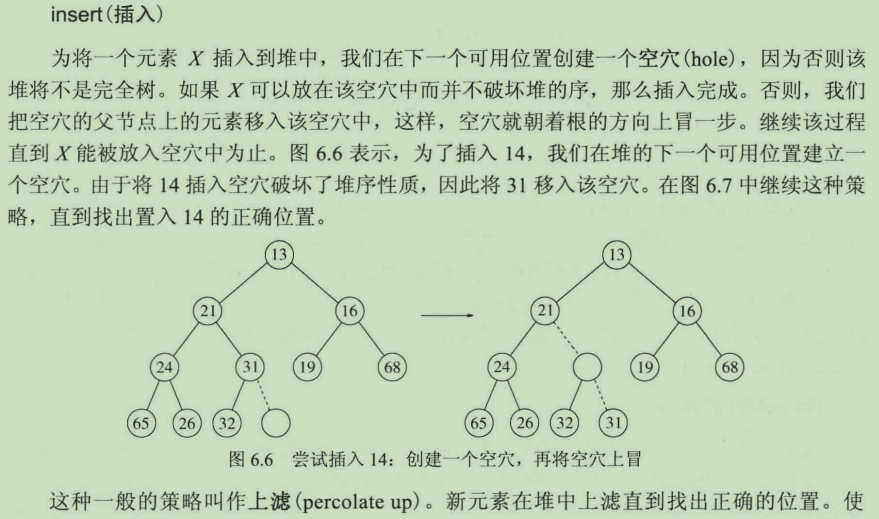 insert(插入)
为将一个元素 X 插入到堆中，我们在下一个可用位置创建一个空穴(hole)，因为否则该
堆将不是完全树。如果 X 可以放在该空穴中而并不破坏堆的序，那么插入完成。否则，我们
把空穴的父节点上的元素移入该空穴中，这样，空穴就朝着根的方向上冒一步。继续该过程
直到 X 能被放入空穴中为止。图 6.6 表示，为了插入 14，我们在堆的下一个可用位置建立一
个空穴。由于将 14 插入空穴破坏了堆序性质，因此将 31 移入该空穴。在图 6.7 中继续这种策
略，直到找出置入 14 的正确位置。
13 13
21 16 21 16
24 31 19 68 24 19 68
65 26 32 65 26 32 31
图 6.6 尝试插入 14：创建一个空穴，再将空穴上冒
这种一般的策略叫作上滤(percolate up)。新元素在堆中上滤直到找出正确的位置。使